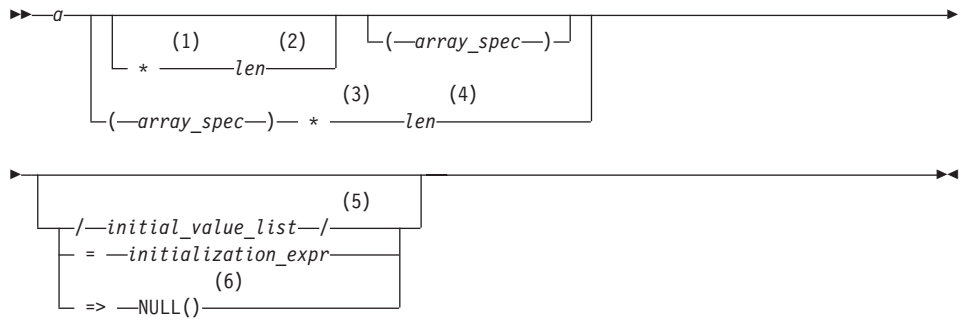 a
(1) (2)
* len ( array_spec )
(3) (4)
( array_spec ) * len
(5)
/ initial_value_list /
= initialization_expr
(6)
=> NULL()